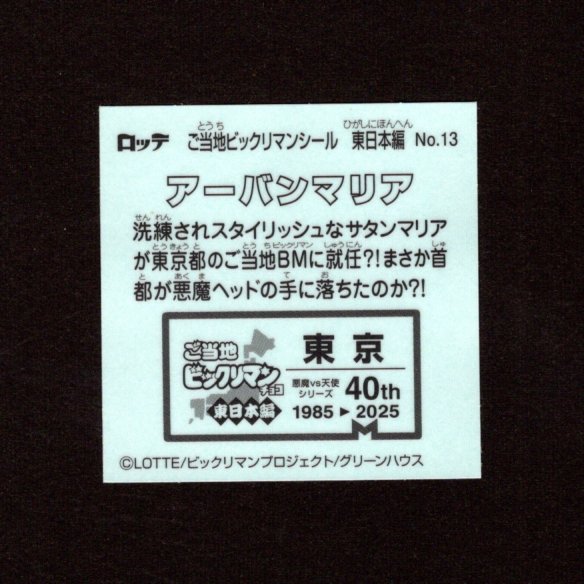 ロッテ ご当地ビックリマンシール 東日本編 No.13
アーバンマリア
洗練されスタイリッシュなサタンマリア
が東京都のご当地BMに就任?!まさか首
都が悪魔ヘッドの手に落ちたのか?!
ご当地
ビックリマン
チョコ
東日本編
東京
悪魔vs天使
シリーズ 40th
1985 ▶ 2025
©LOTTE/ビックリマンプロジェクト/グリーンハウス